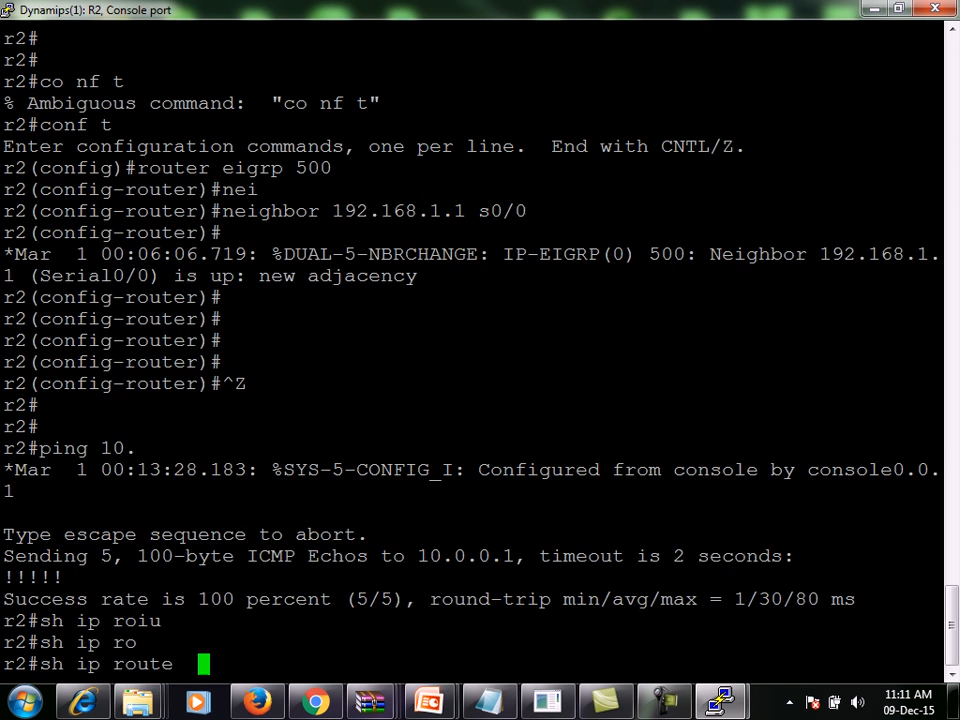 Dynamips(1): R2, Console port
r2#
r2#
r2#co nf t
% Ambiguous command:  "co nf t"
r2#conf t
Enter configuration commands, one per line.  End with CNTL/Z.
r2(config)#router eigrp 500
r2(config-router)#nei
r2(config-router)#neighbor 192.168.1.1 s0/0
r2(config-router)#
*Mar  1 00:06:06.719: %DUAL-5-NBRCHANGE: IP-EIGRP(0) 500: Neighbor 192.168.1.
1 (Serial0/0) is up: new adjacency
r2(config-router)#
r2(config-router)#
r2(config-router)#
r2(config-router)#
r2(config-router)#^Z
r2#
r2#
r2#ping 10.
*Mar  1 00:13:28.183: %SYS-5-CONFIG_I: Configured from console by console0.0.
1
Type escape sequence to abort.
Sending 5, 100-byte ICMP Echos to 10.0.0.1, timeout is 2 seconds:
!!!!!
Success rate is 100 percent (5/5), round-trip min/avg/max = 1/30/80 ms
r2#sh ip roiu
r2#sh ip ro
r2#sh ip route
11:11 AM
09-Dec-15